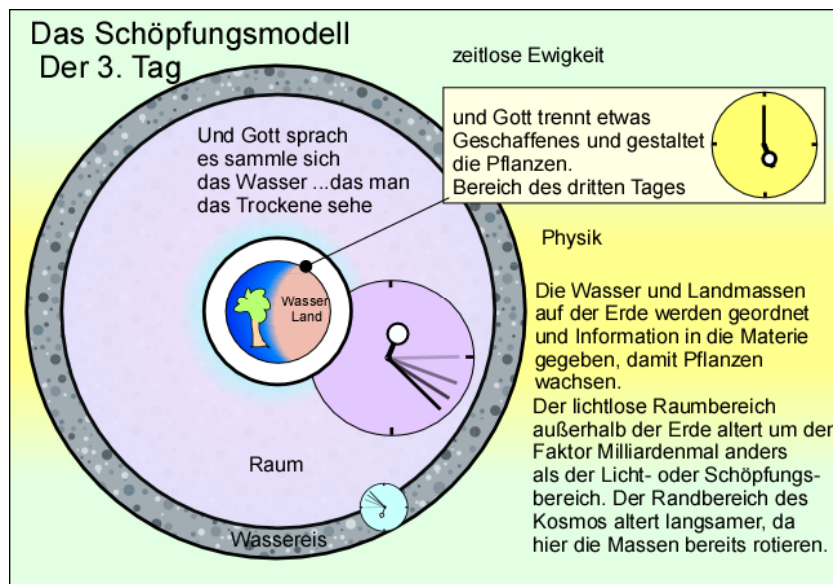 Das Schöpfungsmodell
Der 3. Tag
zeitlose Ewigkeit
und Gott trennt etwas
Geschaffenes und gestaltet
die Pflanzen.
Bereich des dritten Tages
Und Gott sprach
es sammle sich
das Wasser ...das man
das Trockene sehe
Physik
Wasser
Land
Die Wasser und Landmassen
auf der Erde werden geordnet
und Information in die Materie
gegeben, damit Pflanzen
wachsen.
Der lichtlose Raumbereich
außerhalb der Erde altert um den
Faktor Milliardenmal anders
als der Licht- oder Schöpfungs-
bereich. Der Randbereich des
Kosmos altert langsamer, da
hier die Massen bereits rotieren.
Raum
Wassereis